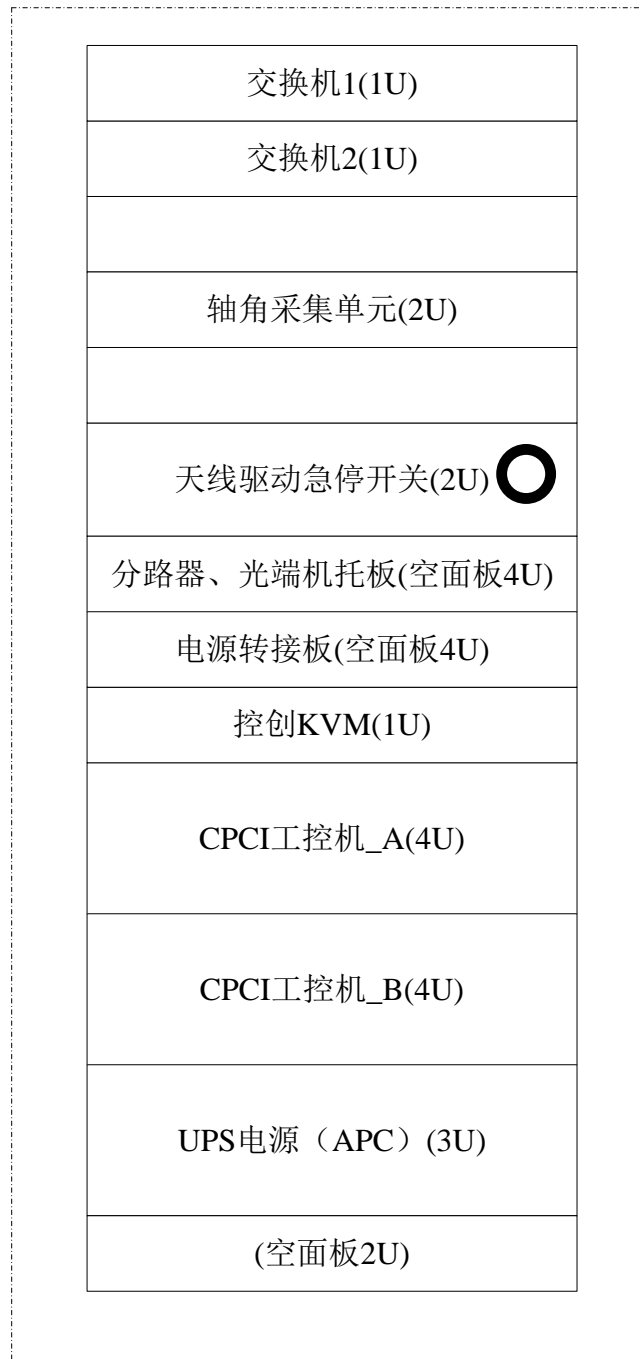 交换机1(1U)
交换机2(1U)
轴角采集单元(2U)
天线驱动急停开关(2U)
分路器、光端机托板(空面板4U)
电源转接板(空面板4U)
控创KVM(1U)
CPCI工控机_A(4U)
CPCI工控机_B(4U)
UPS电源（APC）(3U)
(空面板2U)